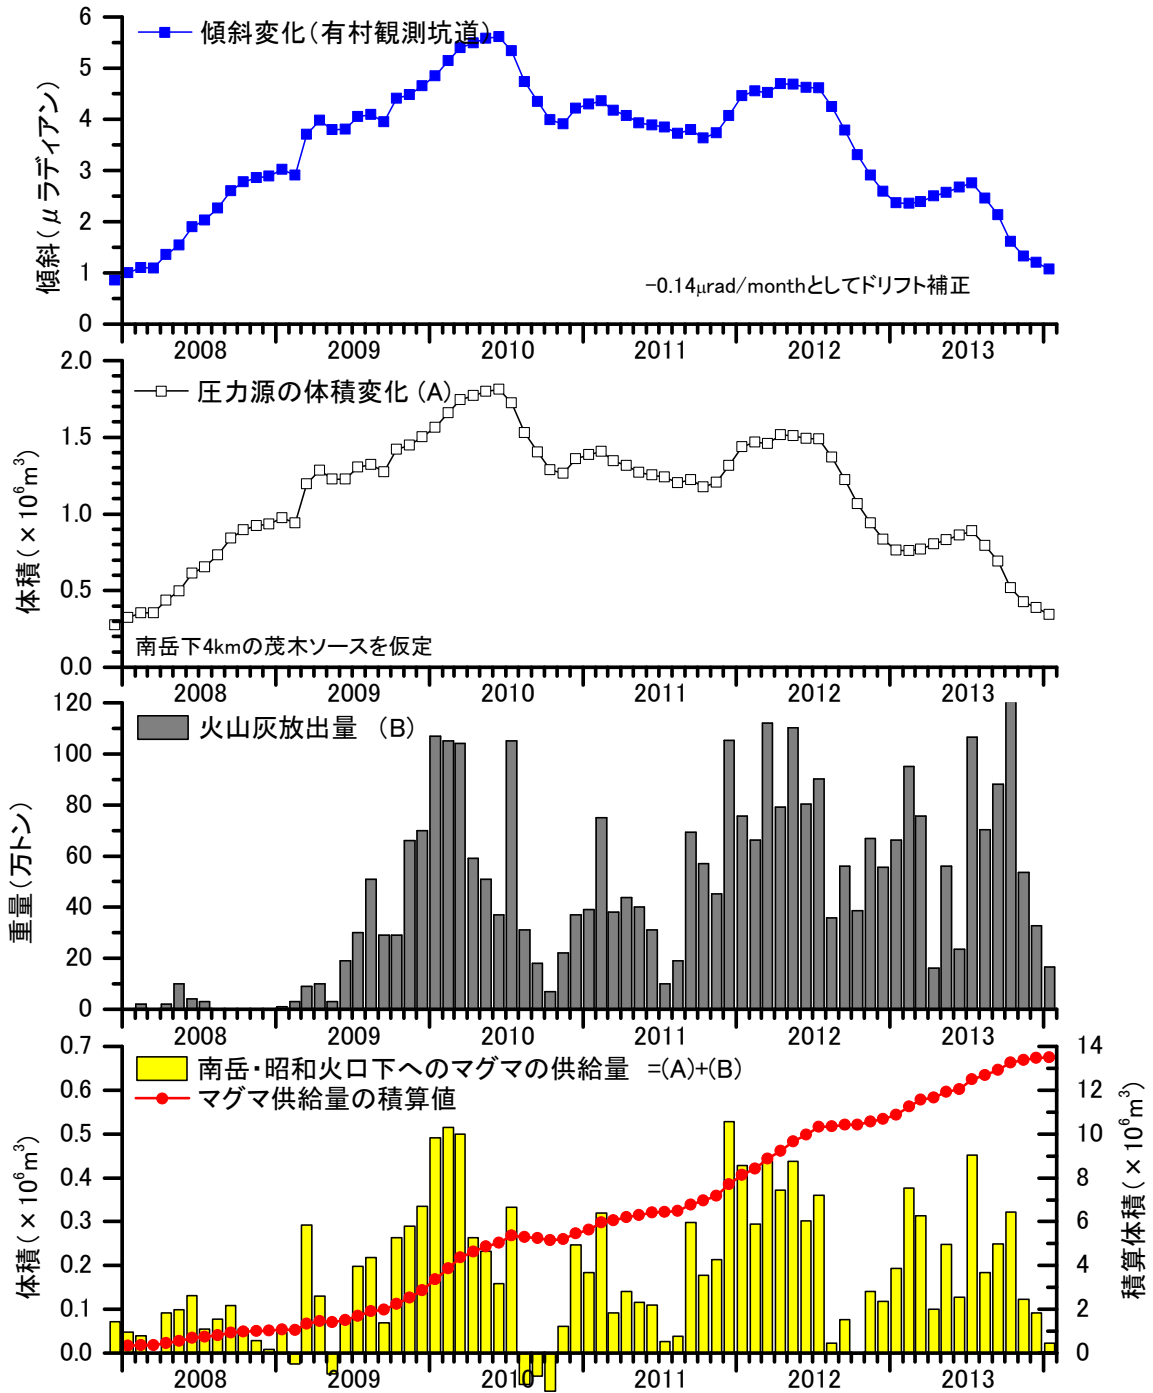 傾斜変化(有村観測坑道)
傾斜(μラディアン)
6
5
4
3
2
1
0
-0.14μrad/monthとしてドリフト補正
2008 2009 2010 2011 2012 2013
圧力源の体積変化 (A)
体積(×10⁶m³)
2.0
1.5
1.0
0.5
0.0
南岳下4kmの茂木ソースを仮定
2008 2009 2010 2011 2012 2013
火山灰放出量 (B)
重量(万トン)
120
100
80
60
40
20
0
2008 2009 2010 2011 2012 2013
南岳・昭和火口下へのマグマの供給量 =(A)+(B)
マグマ供給量の積算値
体積(×10⁶m³)
0.7
0.6
0.5
0.4
0.3
0.2
0.1
0.0
積算体積(×10⁶m³)
14
12
10
8
6
4
2
0
2008 2009 2010 2011 2012 2013